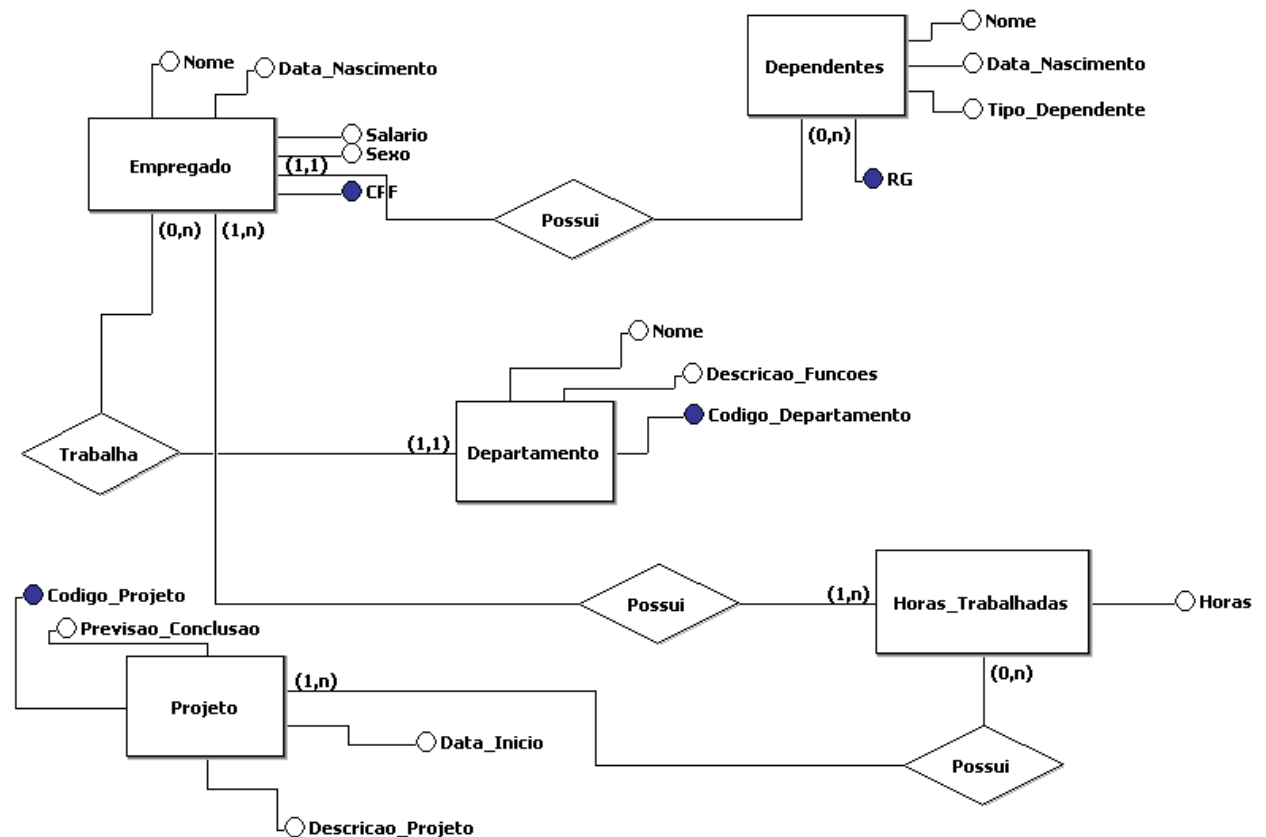 Nome
Data_Nascimento
Salario
Sexo
CPF
Empregado
(1,1)
(0,n)
(1,n)
Nome
Data_Nascimento
Tipo_Dependente
Dependentes
(0,n)
RG
Possui
Nome
Descricao_Funcoes
Codigo_Departamento
Departamento
(1,1)
Trabalha
Possui
(1,n)
Horas_Trabalhadas
Horas
(0,n)
Possui
Codigo_Projeto
Previsao_Conclusao
Projeto
(1,n)
Data_Inicio
Descricao_Projeto